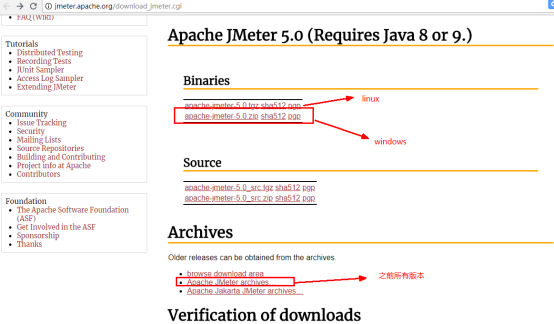 jmeter.apache.org/download_jmeter.cgi
FAQ (Wiki)
Tutorials
Distributed Testing
Recording Tests
JUnit Sampler
Access Log Sampler
Extending JMeter
Community
Issue Tracking
Security
Mailing Lists
Source Repositories
Building and Contributing
Project info at Apache
Contributors
Foundation
The Apache Software Foundation
(ASF)
Get Involved in the ASF
Sponsorship
Thanks
Apache JMeter 5.0 (Requires Java 8 or 9.)
Binaries
apache-jmeter-5.0.tgz sha512 pgp
linux
apache-jmeter-5.0.zip sha512 pgp
windows
Source
apache-jmeter-5.0_src.tgz sha512 pgp
apache-jmeter-5.0_src.zip sha512 pgp
Archives
Older releases can be obtained from the archives.
browse download area
Apache JMeter archives...
之前所有版本
Apache Jakarta JMeter archives...
Verification of downloads